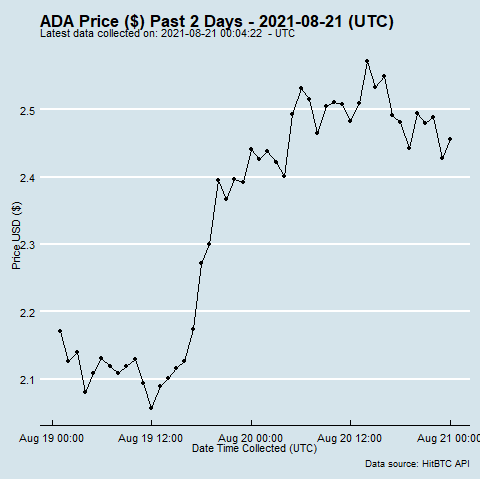 ADA Price ($) Past 2 Days - 2021-08-21 (UTC)
Latest data collected on: 2021-08-21 00:04:22 - UTC
2.5
2.4
2.3
2.2
2.1
Price USD ($)
Aug 19 00:00 Aug 19 12:00 Aug 20 00:00 Aug 20 12:00 Aug 21 00:00
Date Time Collected (UTC)
Data source: HitBTC API